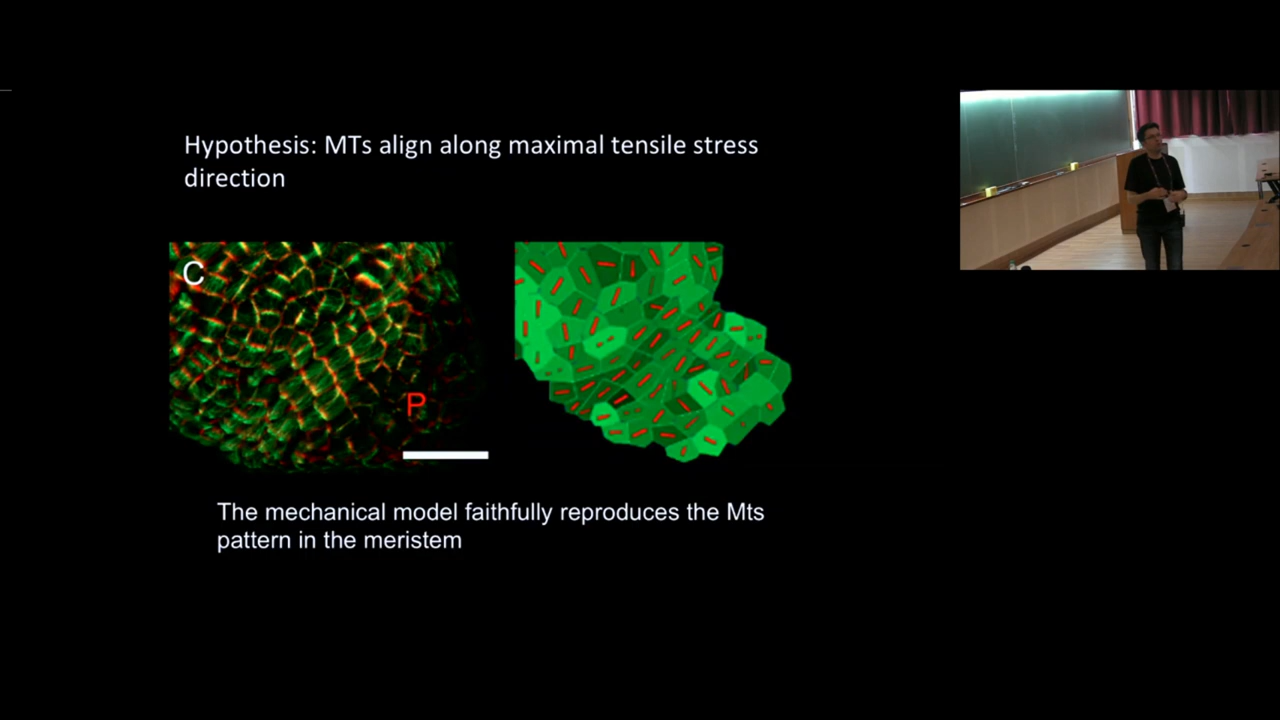 Hypothesis: MTs align along maximal tensile stress
direction
C
P
The mechanical model faithfully reproduces the Mts
pattern in the meristem